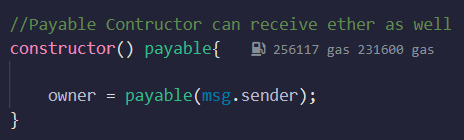 //Payable Contructor can receive ether as well
constructor() payable{ 256117 gas 231600 gas
owner = payable(msg.sender);
}